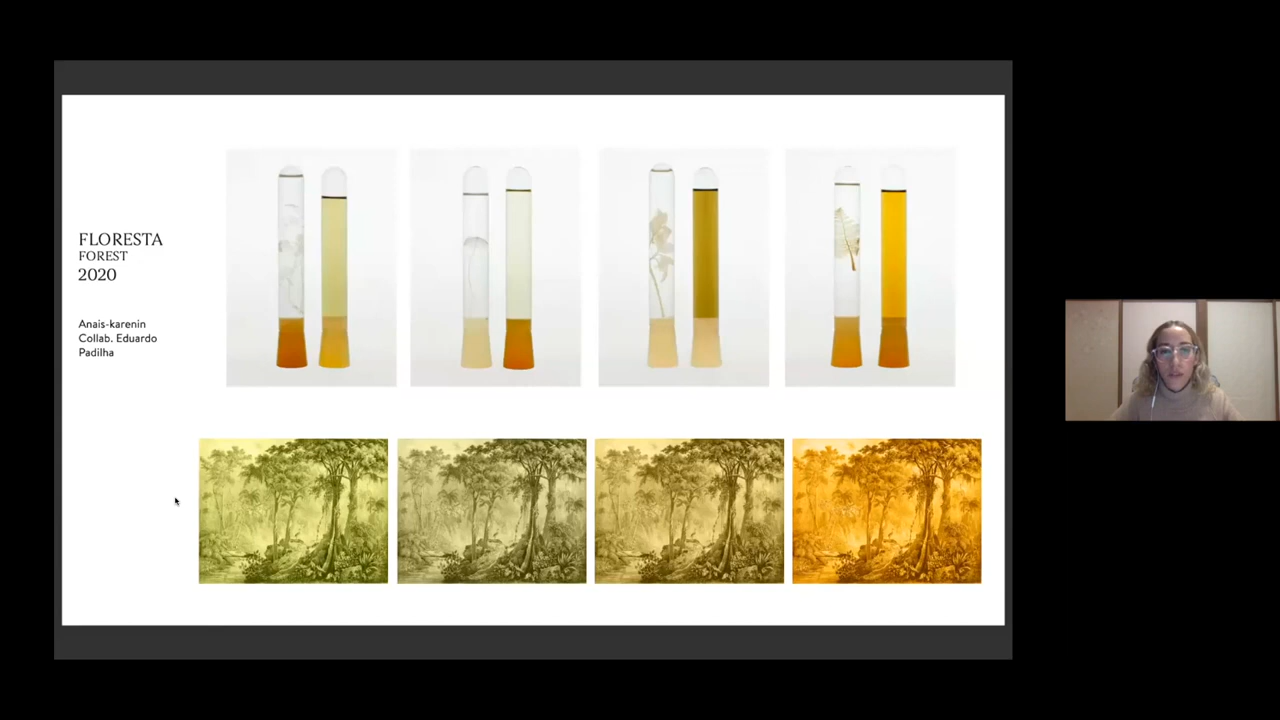 FLORESTA
FOREST
2020
Anais-karenin
Collab. Eduardo
Padilha